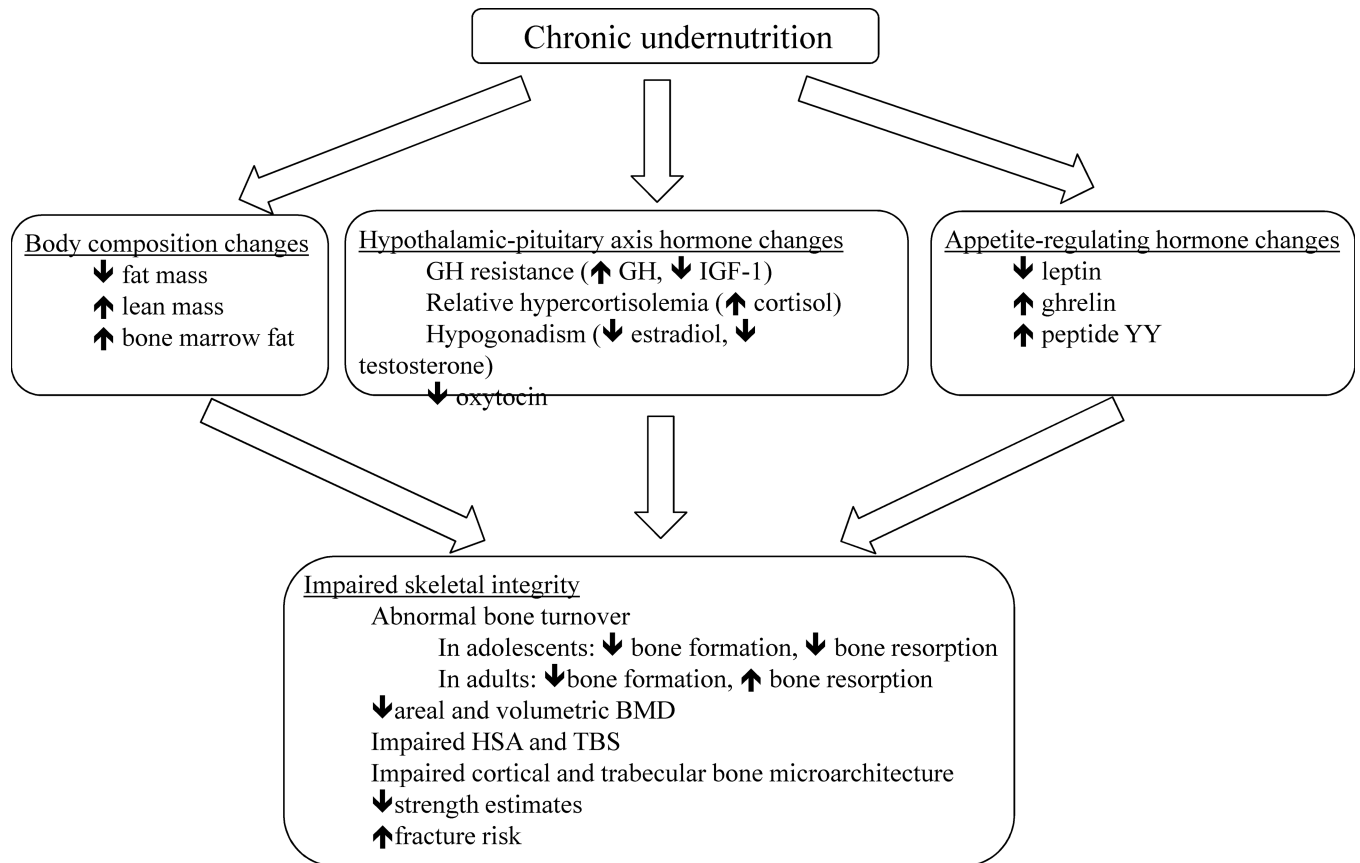 Chronic undernutrition
Body composition changes
🡻 fat mass
🡹 lean mass
🡹 bone marrow fat
Hypothalamic-pituitary axis hormone changes
GH resistance (🡹 GH, 🡻 IGF-1)
Relative hypercortisolemia (🡹 cortisol)
Hypogonadism (🡻 estradiol, 🡻
testosterone)
🡻 oxytocin
Appetite-regulating hormone changes
🡻 leptin
🡹 ghrelin
🡹 peptide YY
Impaired skeletal integrity
Abnormal bone turnover
In adolescents: 🡻 bone formation, 🡻 bone resorption
In adults: 🡻bone formation, 🡹 bone resorption
🡻areal and volumetric BMD
Impaired HSA and TBS
Impaired cortical and trabecular bone microarchitecture
🡻strength estimates
🡹fracture risk